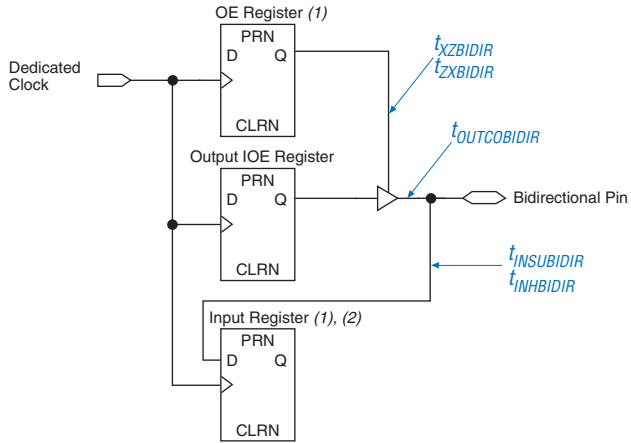 OE Register (1)
PRN
D Q
CLRN
Dedicated
Clock
tXZBIDIR
tZXBIDIR
tOUTCOBIDIR
Output IOE Register
PRN
D Q
CLRN
Bidirectional Pin
tINSUBIDIR
tINHBIDIR
Input Register (1), (2)
PRN
D Q
CLRN